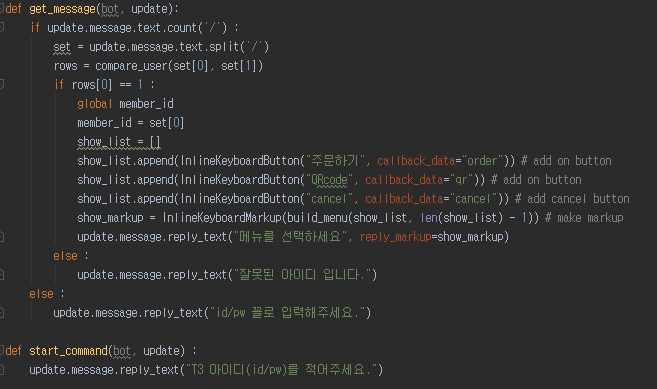 def get_message(bot, update):
    if update.message.text.count('/') :
        set = update.message.text.split('/')
        rows = compare_user(set[0], set[1])
        if rows[0] == 1 :
            global member_id
            member_id = set[0]
            show_list = []
            show_list.append(InlineKeyboardButton("주문하기", callback_data="order")) # add on button
            show_list.append(InlineKeyboardButton("QRcode", callback_data="qr")) # add on button
            show_list.append(InlineKeyboardButton("cancel", callback_data="cancel")) # add cancel button
            show_markup = InlineKeyboardMarkup(build_menu(show_list, len(show_list) - 1)) # make markup
            update.message.reply_text("메뉴를 선택하세요", reply_markup=show_markup)
        else :
            update.message.reply_text("잘못된 아이디 입니다.")
    else :
        update.message.reply_text("id/pw 꼴로 입력해주세요.")
def start_command(bot, update) :
    update.message.reply_text("T3 아이디(id/pw)를 적어주세요.")